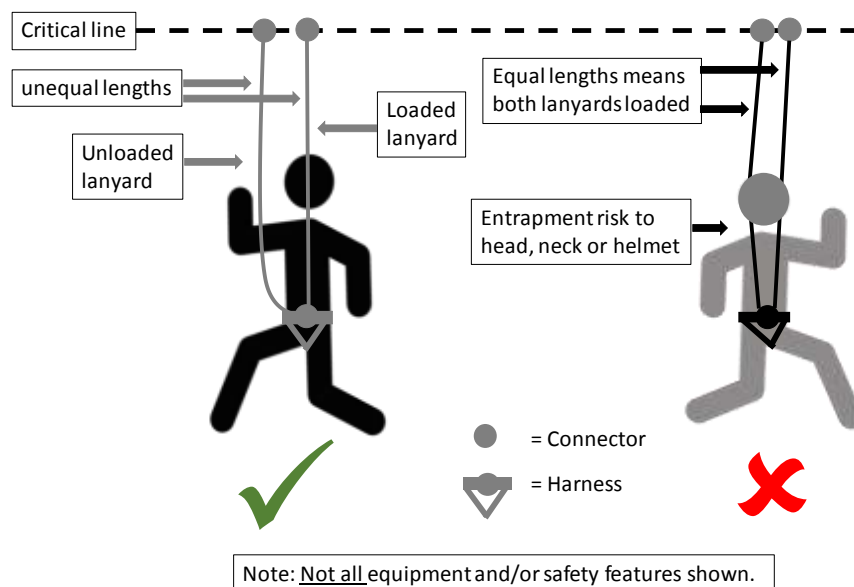 Critical line
unequal lengths
Unloaded
lanyard
Loaded
lanyard
Equal lengths means
both lanyards loaded
Entrapment risk to
head, neck or helmet
= Connector
= Harness
Note: Not all equipment and/or safety features shown.